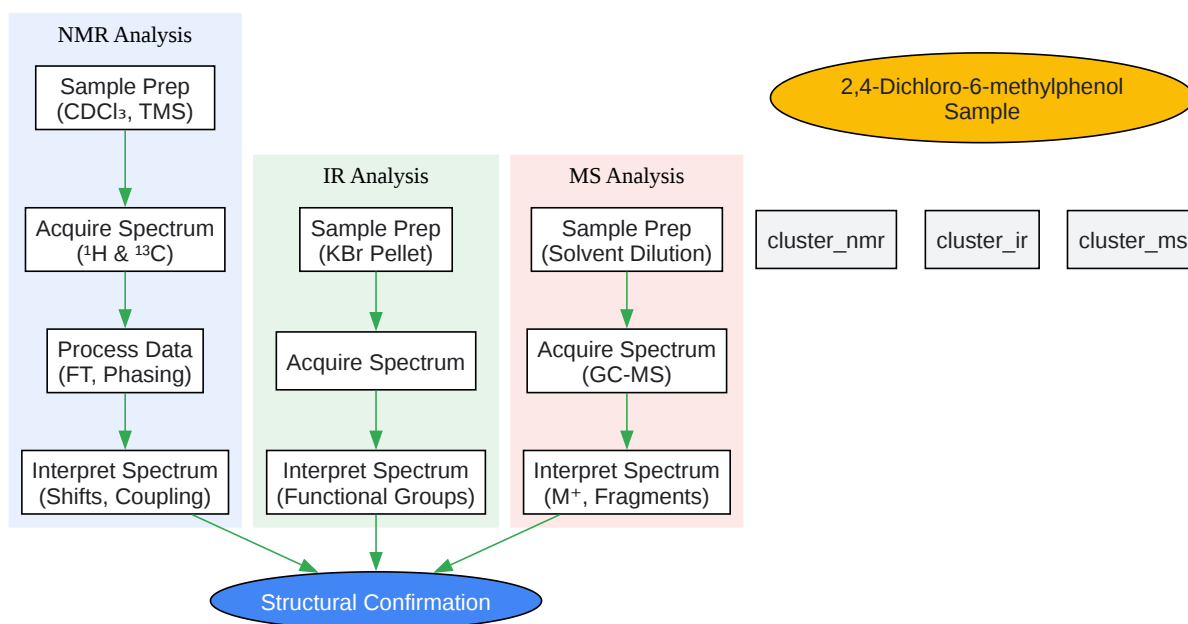 NMR Analysis
Sample Prep
(CDCl₃, TMS)
Acquire Spectrum
(¹H & ¹³C)
Process Data
(FT, Phasing)
Interpret Spectrum
(Shifts, Coupling)
IR Analysis
Sample Prep
(KBr Pellet)
Acquire Spectrum
Interpret Spectrum
(Functional Groups)
MS Analysis
Sample Prep
(Solvent Dilution)
Acquire Spectrum
(GC-MS)
Interpret Spectrum
(M⁺, Fragments)
2,4-Dichloro-6-methylphenol
Sample
cluster_nmr
cluster_ir
cluster_ms
Structural Confirmation